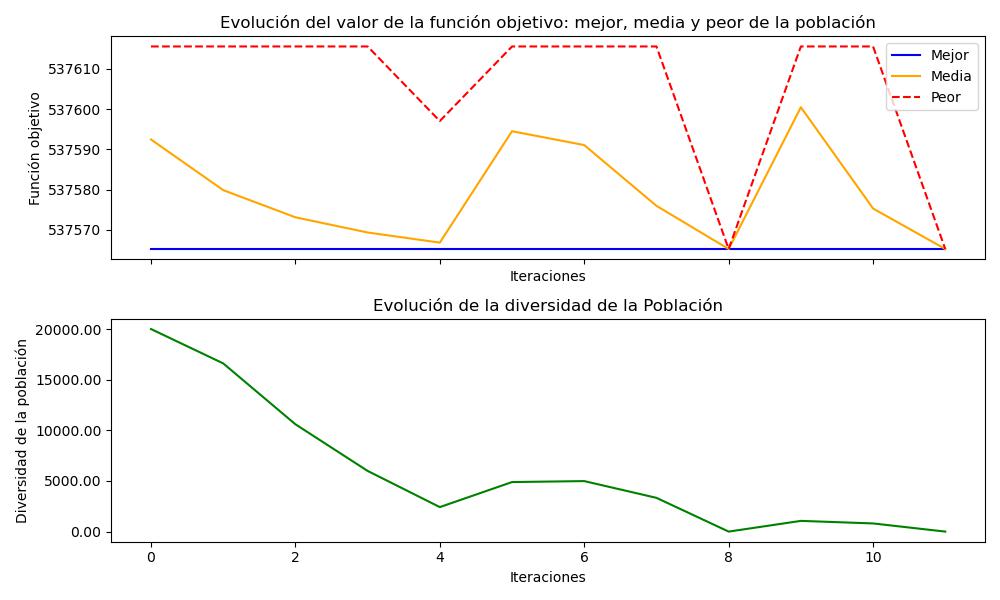 Evolución del valor de la función objetivo: mejor, media y peor de la población
Función objetivo
537610
537600
537590
537580
537570
Mejor
Media
Peor
Iteraciones
Evolución de la diversidad de la Población
Diversidad de la población
20000.00
15000.00
10000.00
5000.00
0.00
0 2 4 6 8 10
Iteraciones